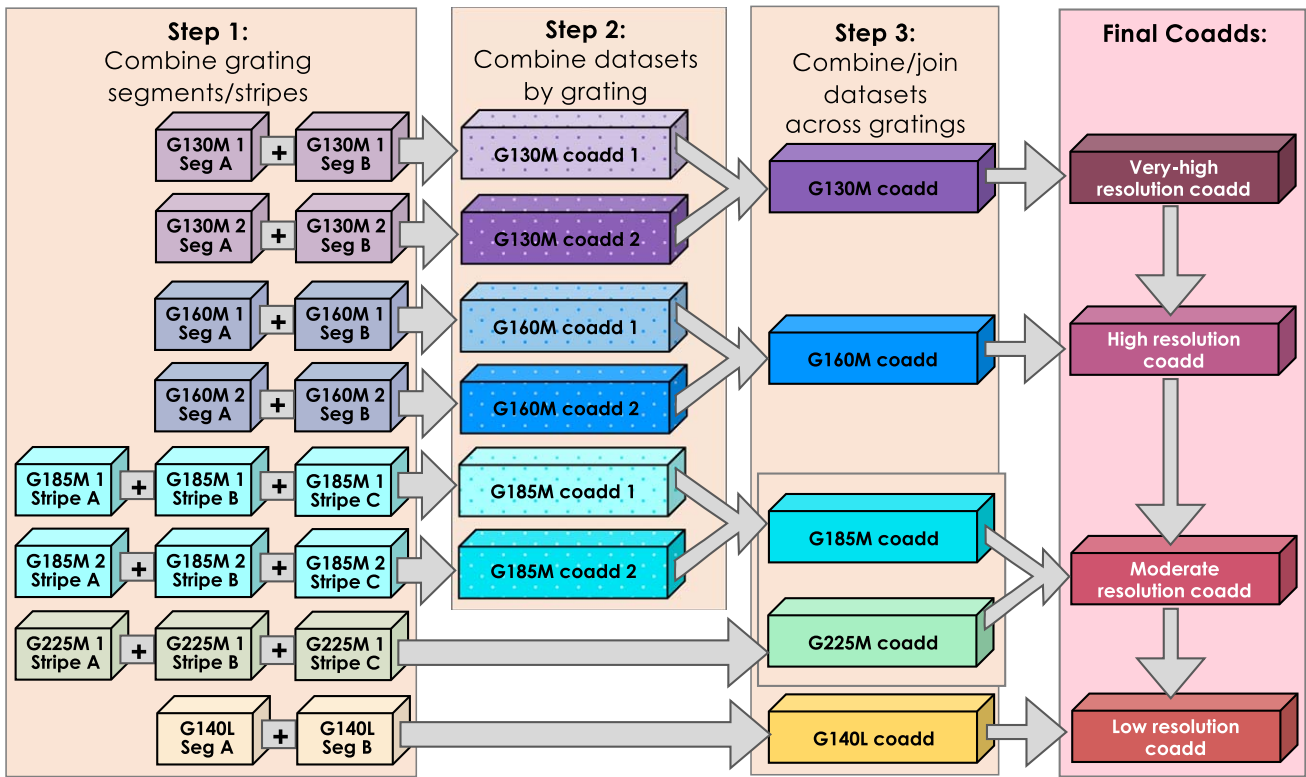 Step 1:
Combine grating
segments/stripes
Step 2:
Combine datasets
by grating
Step 3:
Combine/join
datasets
across gratings
Final Coadds:
G130M 1
Seg A
+
G130M 1
Seg B
G130M coadd 1
G130M 2
Seg A
+
G130M 2
Seg B
G130M coadd 2
G130M coadd
Very-high
resolution coadd
G160M 1
Seg A
+
G160M 1
Seg B
G160M coadd 1
G160M 2
Seg A
+
G160M 2
Seg B
G160M coadd 2
G160M coadd
High resolution
coadd
G185M 1
Stripe A
+
G185M 1
Stripe B
+
G185M 1
Stripe C
G185M coadd 1
G185M 2
Stripe A
+
G185M 2
Stripe B
+
G185M 2
Stripe C
G185M coadd 2
G185M coadd
Moderate
resolution coadd
G225M 1
Stripe A
+
G225M 1
Stripe B
+
G225M 1
Stripe C
G225M coadd
G140L
Seg A
+
G140L
Seg B
G140L coadd
Low resolution
coadd